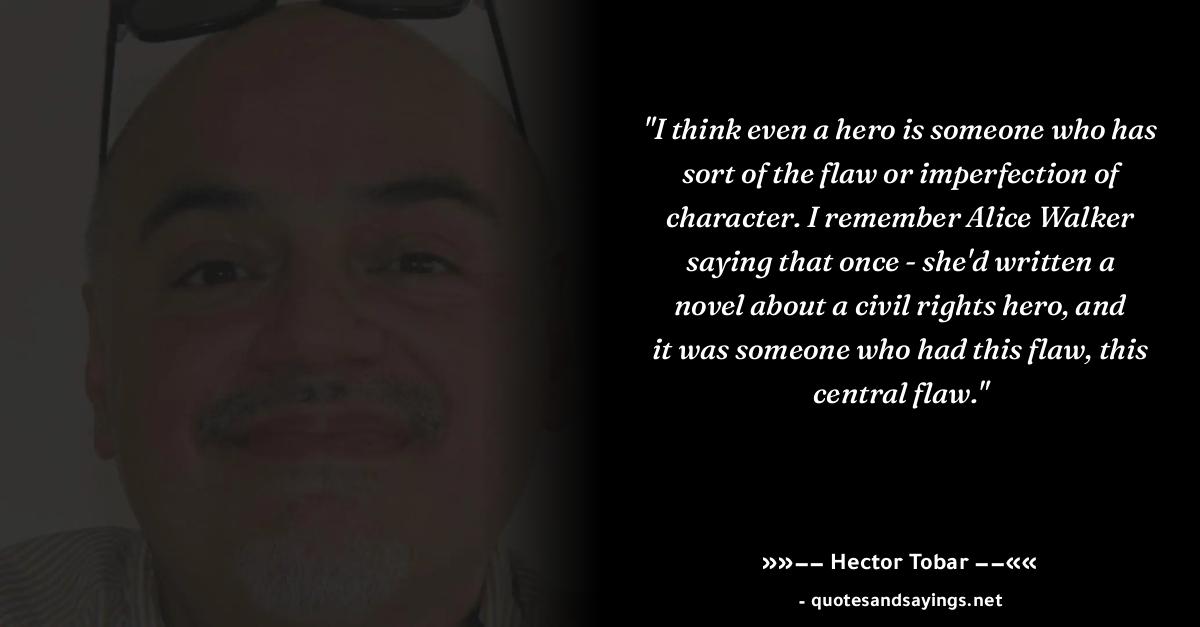 "I think even a hero is someone who has
sort of the flaw or imperfection of
character. I remember Alice Walker
saying that once - she'd written a
novel about a civil rights hero, and
it was someone who had this flaw, this
central flaw."
»»−− Hector Tobar −−««
- quotesandsayings.net